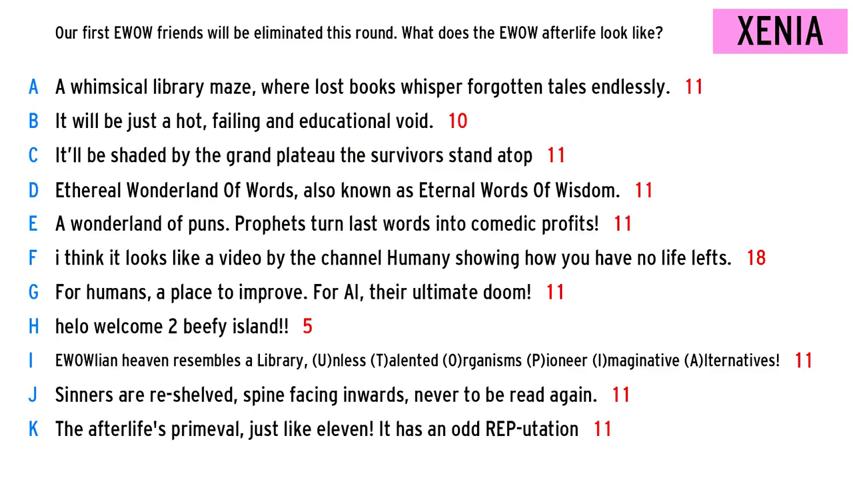 Our first EWOW friends will be eliminated this round. What does the EWOW afterlife look like?
XENIA
A A whimsical library maze, where lost books whisper forgotten tales endlessly. 11
B It will be just a hot, failing and educational void. 10
C It’ll be shaded by the grand plateau the survivors stand atop 11
D Ethereal Wonderland Of Words, also known as Eternal Words Of Wisdom. 11
E A wonderland of puns. Prophets turn last words into comedic profits! 11
F i think it looks like a video by the channel Humany showing how you have no life lefts. 18
G For humans, a place to improve. For AI, their ultimate doom! 11
H helo welcome 2 beefy island!! 5
I EWOWlian heaven resembles a Library, (U)nless (T)alented (O)rganisms (P)ioneer (I)maginative (A)lternatives! 11
J Sinners are re-shelved, spine facing inwards, never to be read again. 11
K The afterlife's primeval, just like eleven! It has an odd REP-utation 11